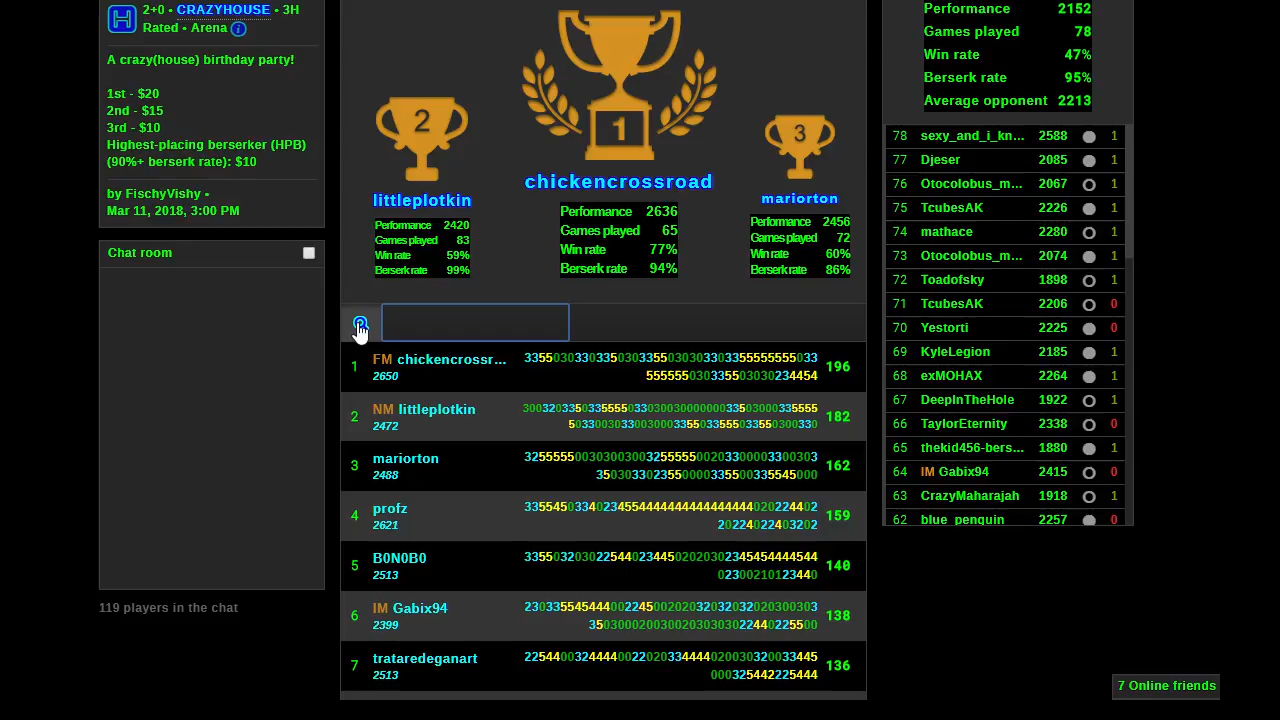 2+0 • CRAZYHOUSE • 3H
Rated • Arena
A crazy(house) birthday party!
1st - $20
2nd - $15
3rd - $10
Highest-placing berserker (HPB)
(90%+ berserk rate): $10
by FischyVishy •
Mar 11, 2018, 3:00 PM
Chat room
119 players in the chat
2
1
3
littleplotkin
Performance 2420
Games played 83
Win rate 59%
Berserk rate 99%
chickencrossroad
Performance 2636
Games played 65
Win rate 77%
Berserk rate 94%
mariorton
Performance 2456
Games played 72
Win rate 60%
Berserk rate 86%
1 FM chickencrossr... 196
2650
2 NM littleplotkin 182
2472
3 mariorton 162
2488
4 profz 159
2621
5 B0N0B0 140
2513
6 IM Gabix94 138
2399
7 trataredeganart 136
2513
Performance 2152
Games played 78
Win rate 47%
Berserk rate 95%
Average opponent 2213
78 sexy_and_i_kn... 2588 1
77 Djeser 2085 1
76 Otocolobus_m... 2067 1
75 TcubesAK 2226 1
74 mathace 2280 1
73 Otocolobus_m... 2074 1
72 Toadofsky 1898 1
71 TcubesAK 2206 0
70 Yestorti 2225 0
69 KyleLegion 2185 1
68 exMOHAX 2264 1
67 DeepInTheHole 1922 1
66 TaylorEternity 2338 0
65 thekid456-bers... 1880 1
64 IM Gabix94 2415 0
63 CrazyMaharajah 1918 1
62 blue_penguin 2257 0
7 Online friends